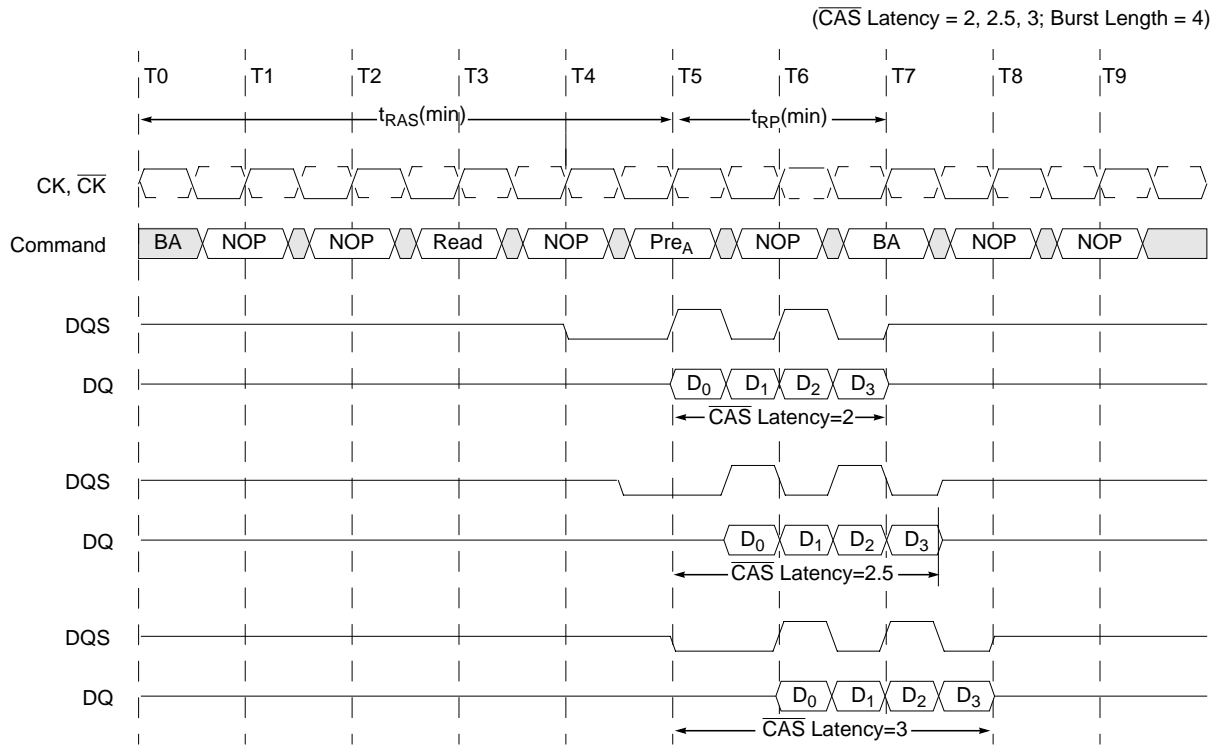 (CAS Latency = 2, 2.5, 3; Burst Length = 4)
T0 T1 T2 T3 T4 T5 T6 T7 T8 T9
tRAS(min) tRP(min)
CK, CK
Command BA NOP NOP Read NOP PreA NOP BA NOP NOP
DQS
DQ D0 D1 D2 D3
CAS Latency=2
DQS
DQ D0 D1 D2 D3
CAS Latency=2.5
DQS
DQ D0 D1 D2 D3
CAS Latency=3